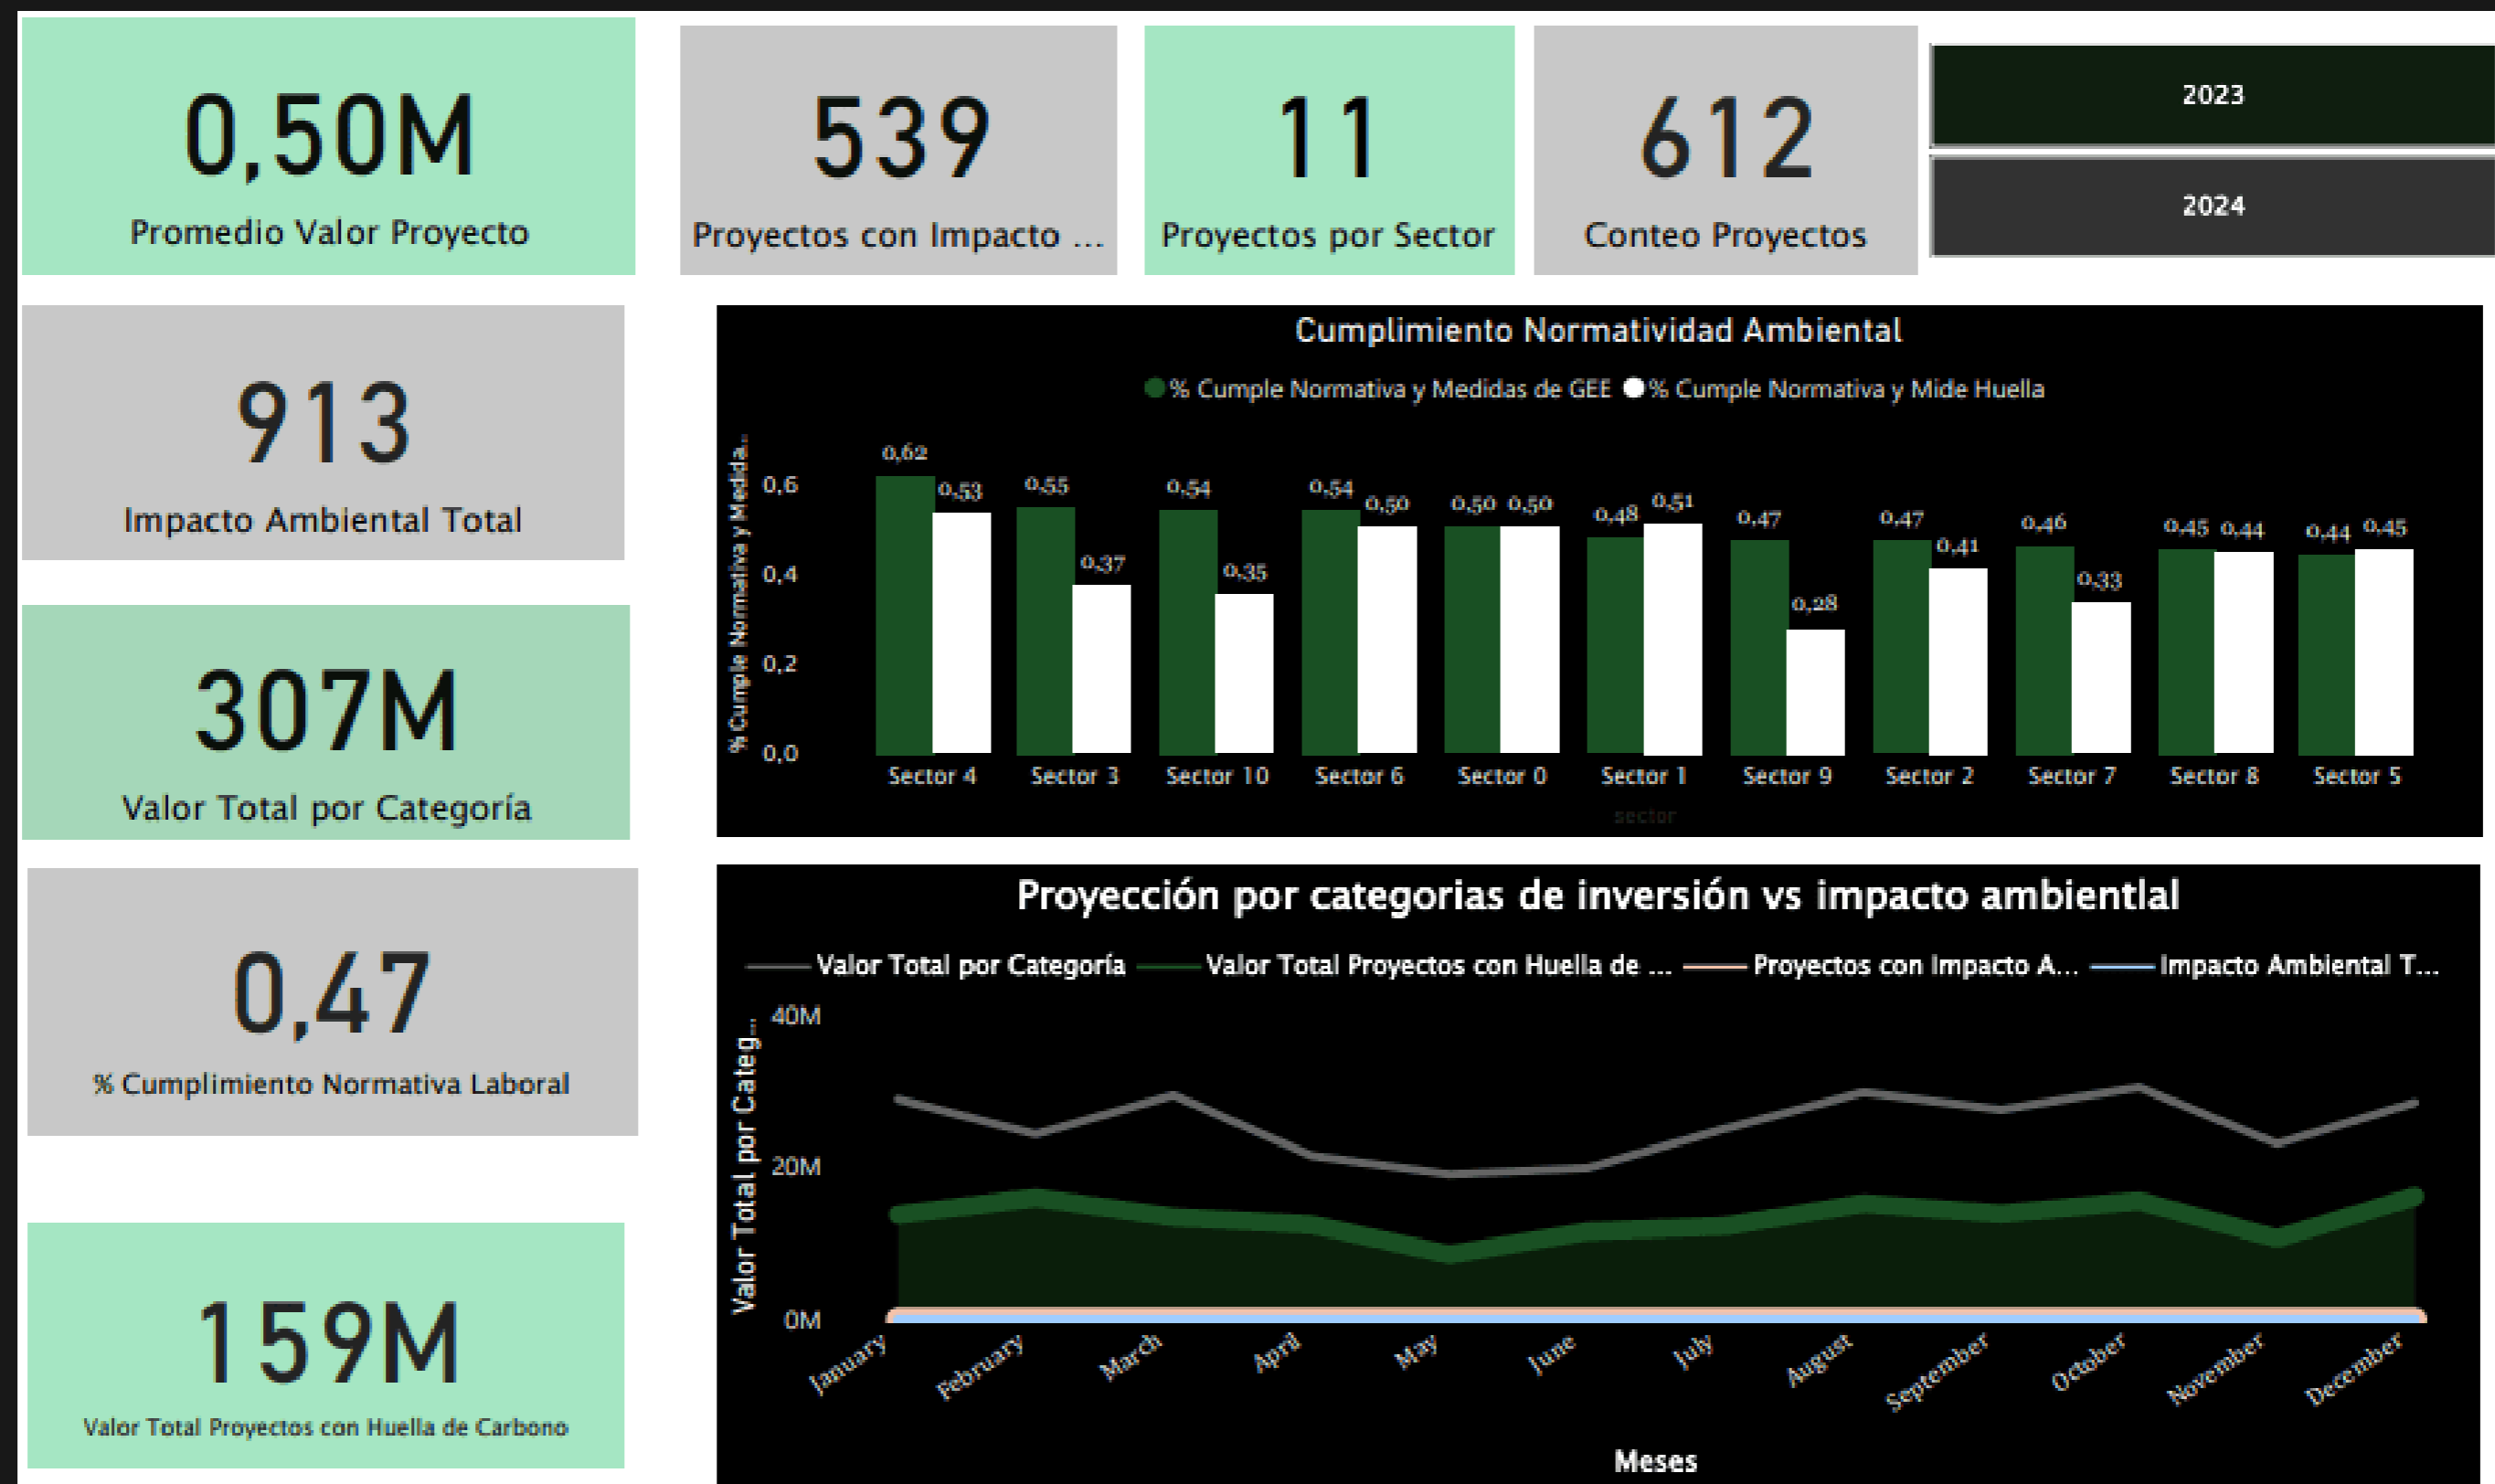 0,50M
Promedio Valor Proyecto
539
Proyectos con Impacto ...
11
Proyectos por Sector
612
Conteo Proyectos
2023
2024
913
Impacto Ambiental Total
307M
Valor Total por Categoría
0,47
% Cumplimiento Normativa Laboral
159M
Valor Total Proyectos con Huella de Carbono
Cumplimiento Normatividad Ambiental
% Cumple Normativa y Medidas de GEE % Cumple Normativa y Mide Huella
% Cumple Normativa y Medida...
0,6
0,4
0,2
0,0
0,62 0,53 0,55 0,37 0,54 0,35 0,54 0,50 0,50 0,50 0,48 0,51 0,47 0,28 0,47 0,41 0,46 0,33 0,45 0,44 0,44 0,45
Sector 4 Sector 3 Sector 10 Sector 6 Sector 0 Sector 1 Sector 9 Sector 2 Sector 7 Sector 8 Sector 5
sector
Proyección por categorias de inversión vs impacto ambientlal
Valor Total por Categoría Valor Total Proyectos con Huella de ... Proyectos con Impacto A... Impacto Ambiental T...
Valor Total por Categ...
40M
20M
0M
January February March April May June July August September October November December
Meses